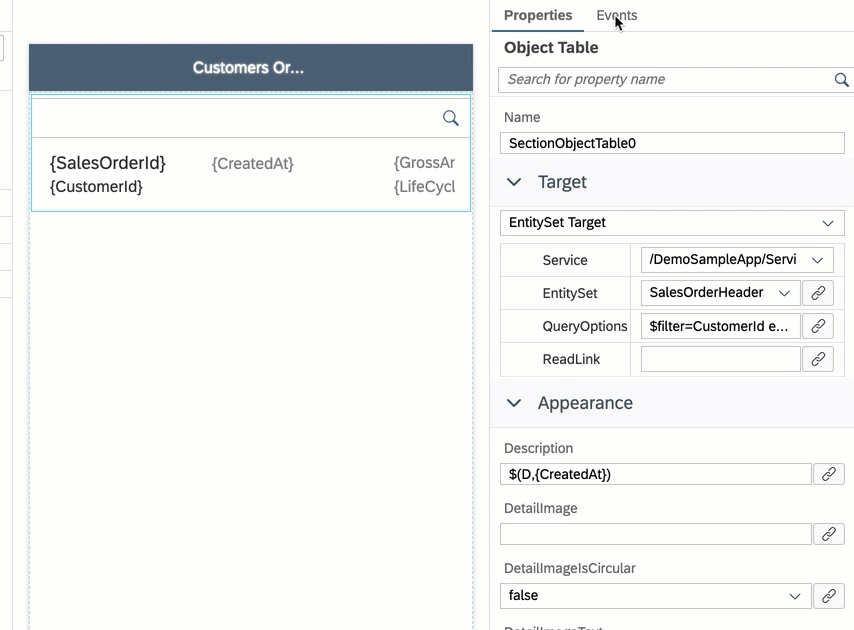 Properties Events
Object Table
Search for property name
Name
SectionObjectTable0
Target
EntitySet Target
Service /DemoSampleApp/Servi
EntitySet SalesOrderHeader
QueryOptions $filter=CustomerId e...
ReadLink
Appearance
Description
$(D,{CreatedAt})
DetailImage
DetailImageIsCircular
false
Customers Or...
{SalesOrderId} {CreatedAt} {GrossAr
{CustomerId} {LifeCycl